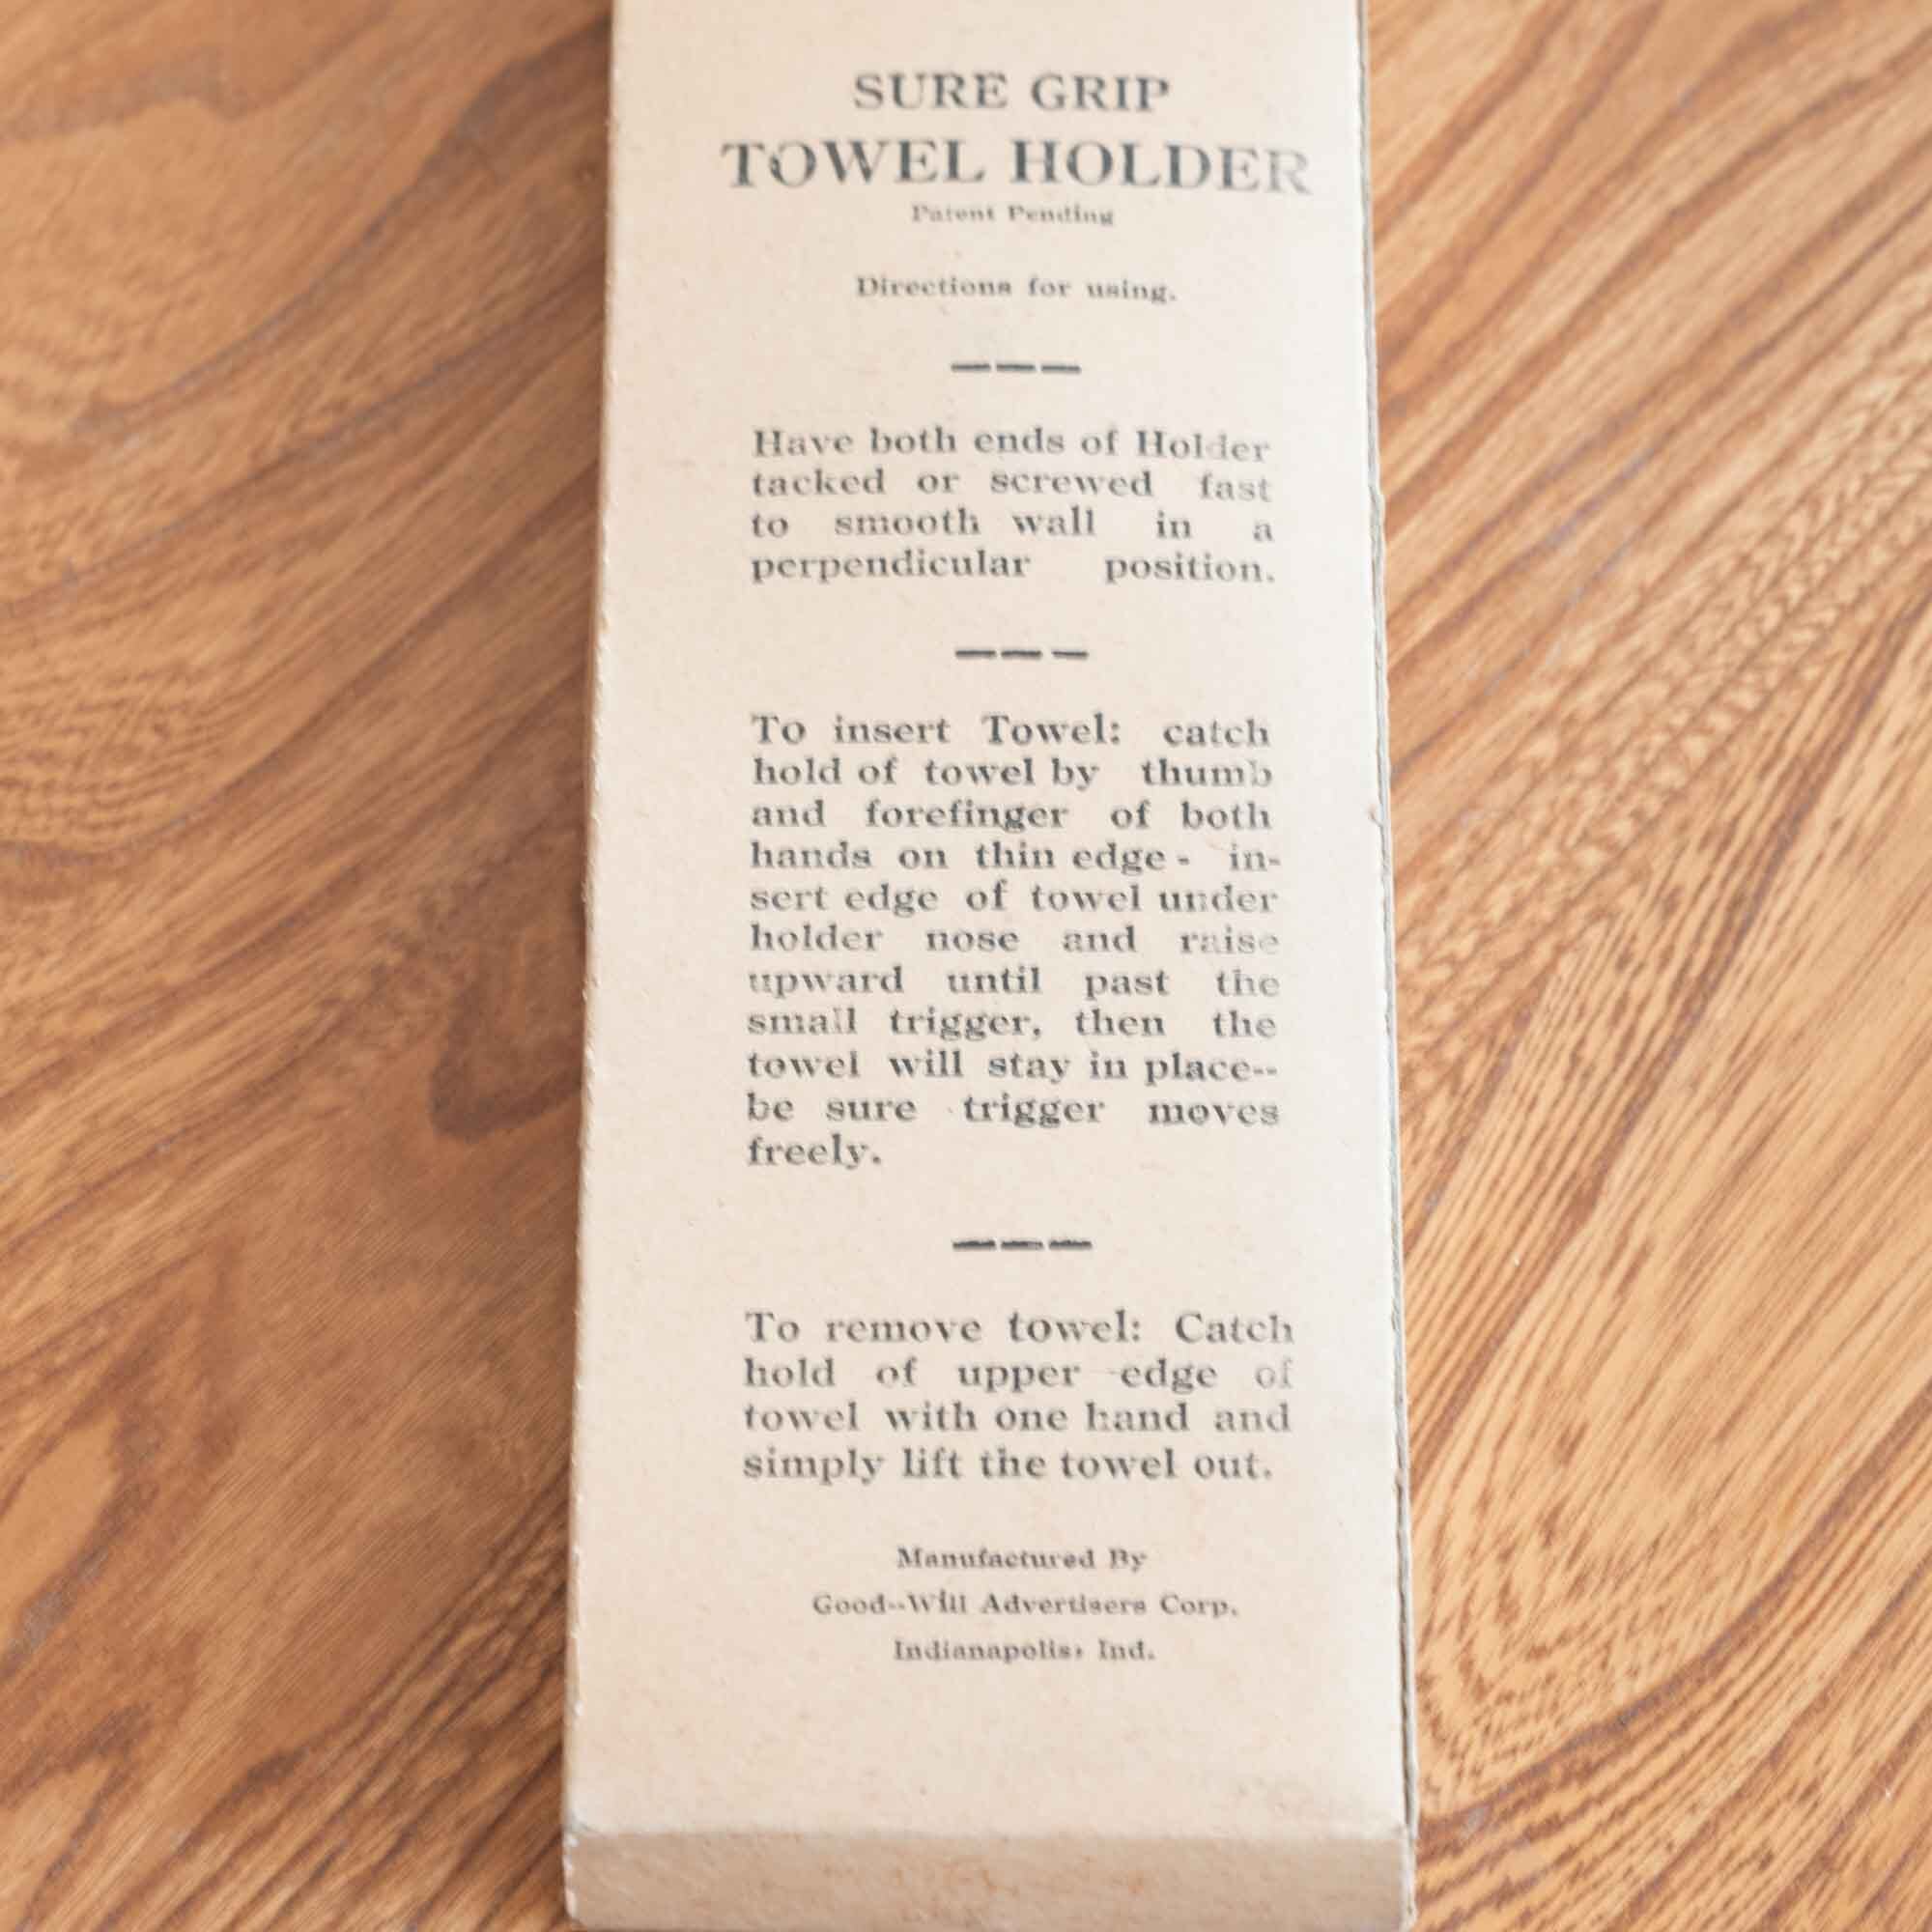 SURE GRIP
TOWEL HOLDER
Patent Pending
Directions for using.
Have both ends of Holder
tacked or screwed fast
to smooth wall in a
perpendicular position.
To insert Towel: catch
hold of towel by thumb
and forefinger of both
hands on thin edge - in-
sert edge of towel under
holder nose and raise
upward until past the
small trigger, then the
towel will stay in place--
be sure trigger moves
freely.
To remove towel: Catch
hold of upper edge of
towel with one hand and
simply lift the towel out.
Manufactured By
Good--Will Advertisers Corp.
Indianapolis, Ind.